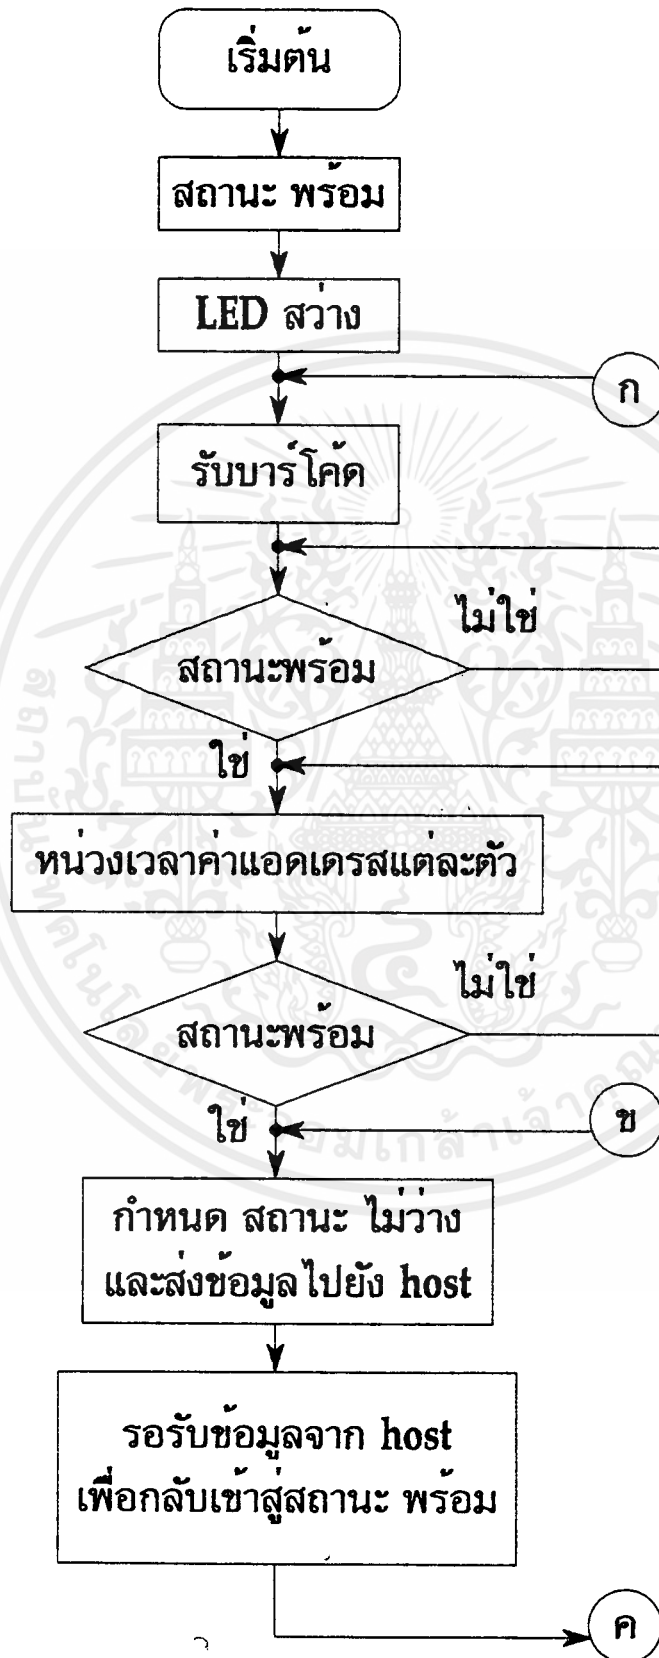 เริ่มต้น
สถานะ พร้อม
LED สว่าง
ก
รับบาร์โค้ด
ไม่ใช่
สถานะพร้อม
ใช่
หน่วงเวลาค่าแอดเดรสแต่ละตัว
ไม่ใช่
สถานะพร้อม
ใช่
ข
กำหนด สถานะ ไม่ว่าง
และส่งข้อมูลไปยัง host
รอรับข้อมูลจาก host
เพื่อกลับเข้าสู่สถานะ พร้อม
ค